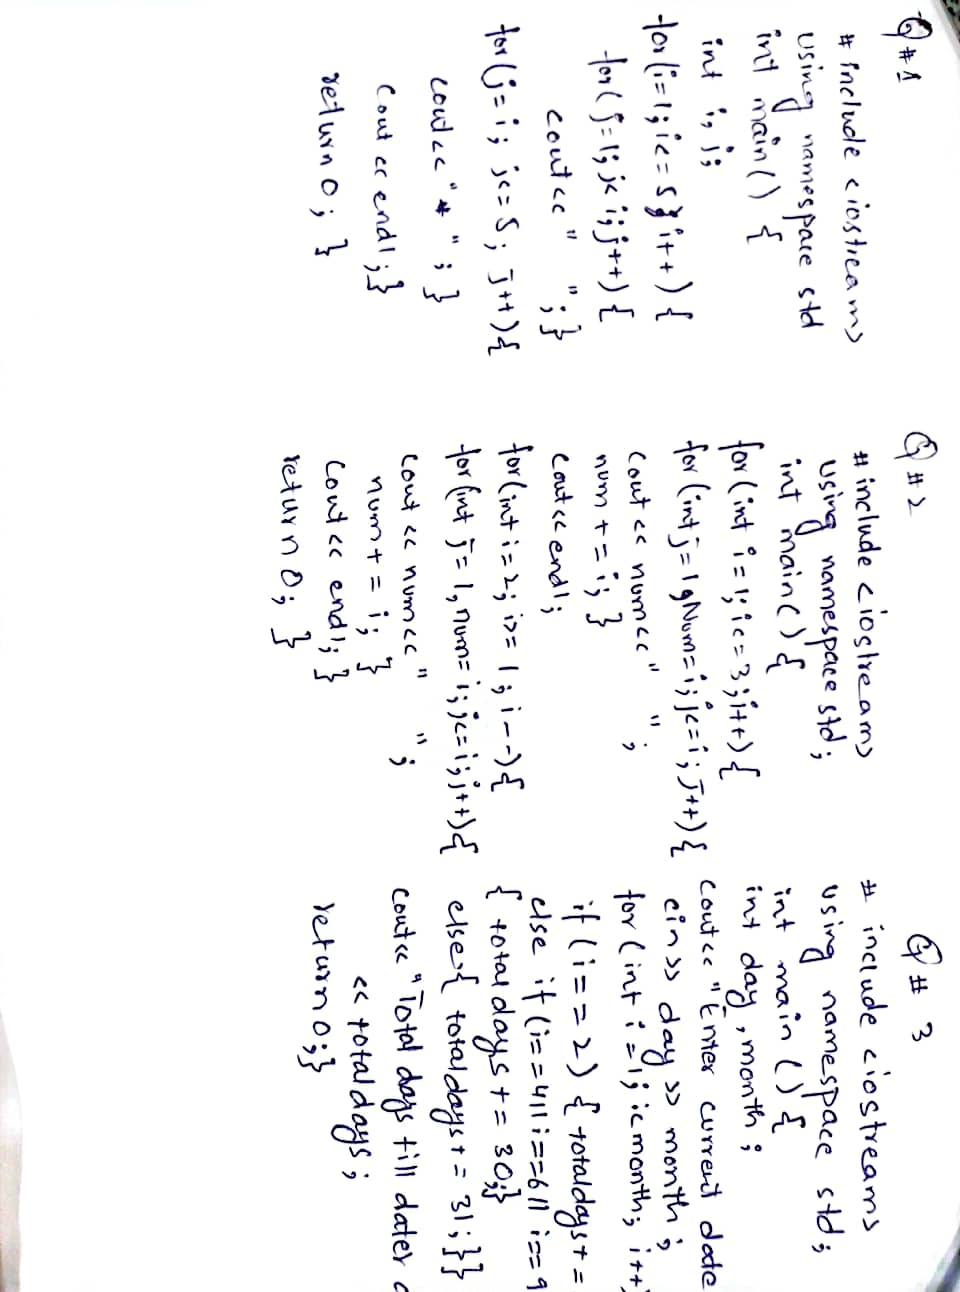 Q#1
# include <iostream>
using namespace std
int main() {
int i, j;
for(i=1; i<=5; i++) {
for(j=1; j<i; j++) {
cout<<" ";}
for(j=i; j<=5; j++){
cout<<"*";}
cout<<endl;}
return 0; }
Q#2
# include <iostream>
using namespace std;
int main() {
for(int i=1; i<=3; i++) {
for(int j=1, Num=i; j<=i; j++) {
cout<<num<<" ";
num+=i; }
cout<<endl;
for(int i=2; i>=1; i--) {
for(int j=1, num=i; j<=i; j++) {
cout<<num<<" ";
num+=i; }
cout<<endl; }
return 0; }
Q#3
# include <iostream>
using namespace std;
int main() {
int day, month;
cout<<"Enter current date
cin>>day>>month;
for(int i=1; i<month; i++
if(i==2) { totaldays+=
else if(i==4||i==6||i==9
{ totaldays+=30;}
else{ totaldays+=31;}}
cout<<"Total days till date
<<totaldays;
return 0;}